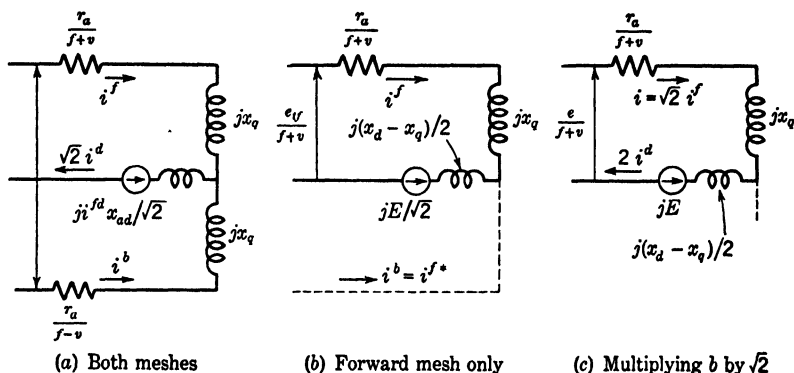 r_a/(f+v)
i^f
jx_q
√2 i^d
ji^{fd} x_{ad}/√2
jx_q
i^b
r_a/(f−v)
(a) Both meshes
r_a/(f+v)
i^f
j(x_d − x_q)/2
jx_q
jE/√2
i^b = i^{f*}
(b) Forward mesh only
r_a/(f+v)
i = √2 i^f
e/(f+v)
jx_q
2 i^d
jE
j(x_d − x_q)/2
(c) Multiplying b by √2